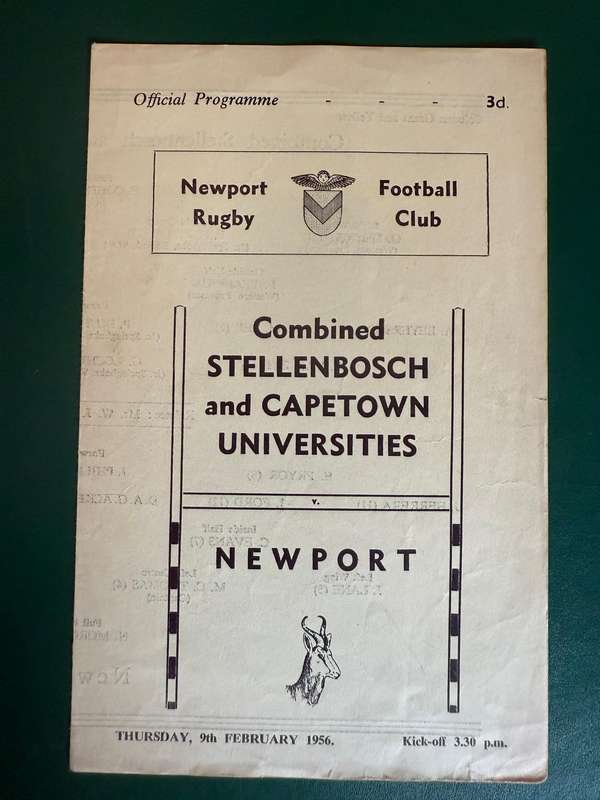 Official Programme - - - 3d.
Newport Football
Rugby Club
Combined
STELLENBOSCH
and CAPETOWN
UNIVERSITIES
v.
NEWPORT
THURSDAY, 9th FEBRUARY 1956. Kick-off 3.30 p.m.